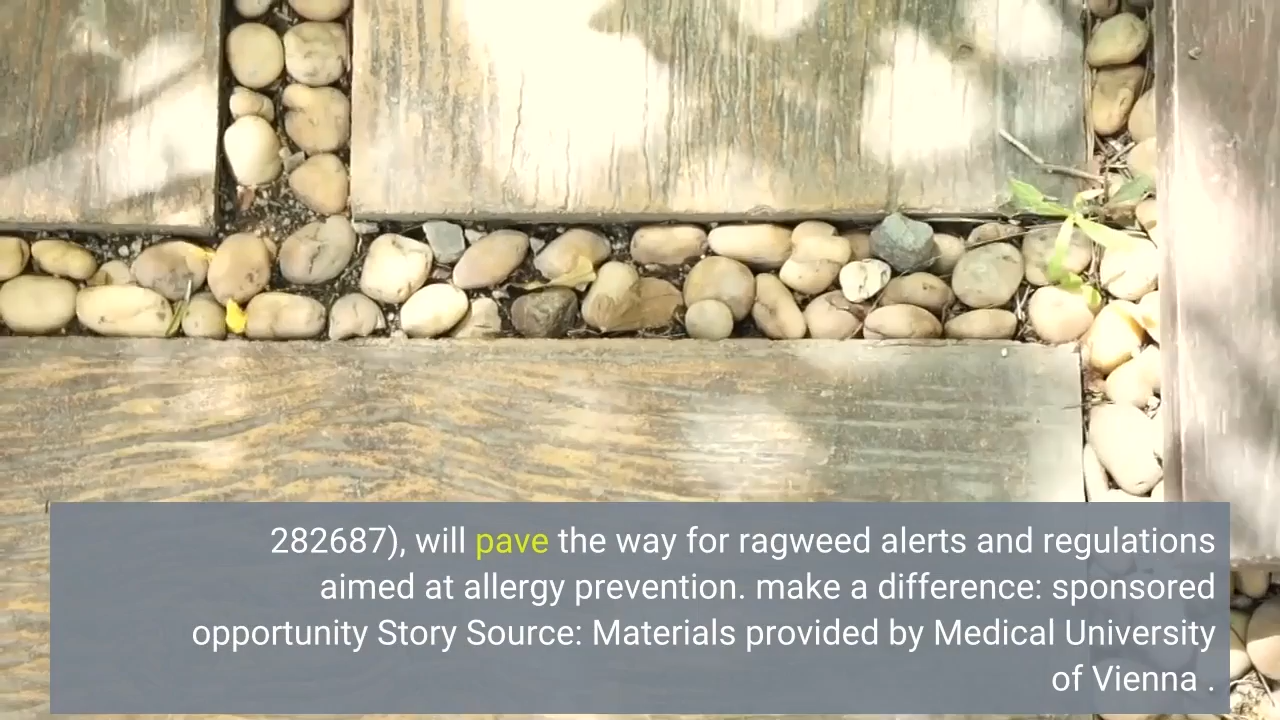 282687), will pave the way for ragweed alerts and regulations
aimed at allergy prevention. make a difference: sponsored
opportunity Story Source: Materials provided by Medical University
of Vienna .